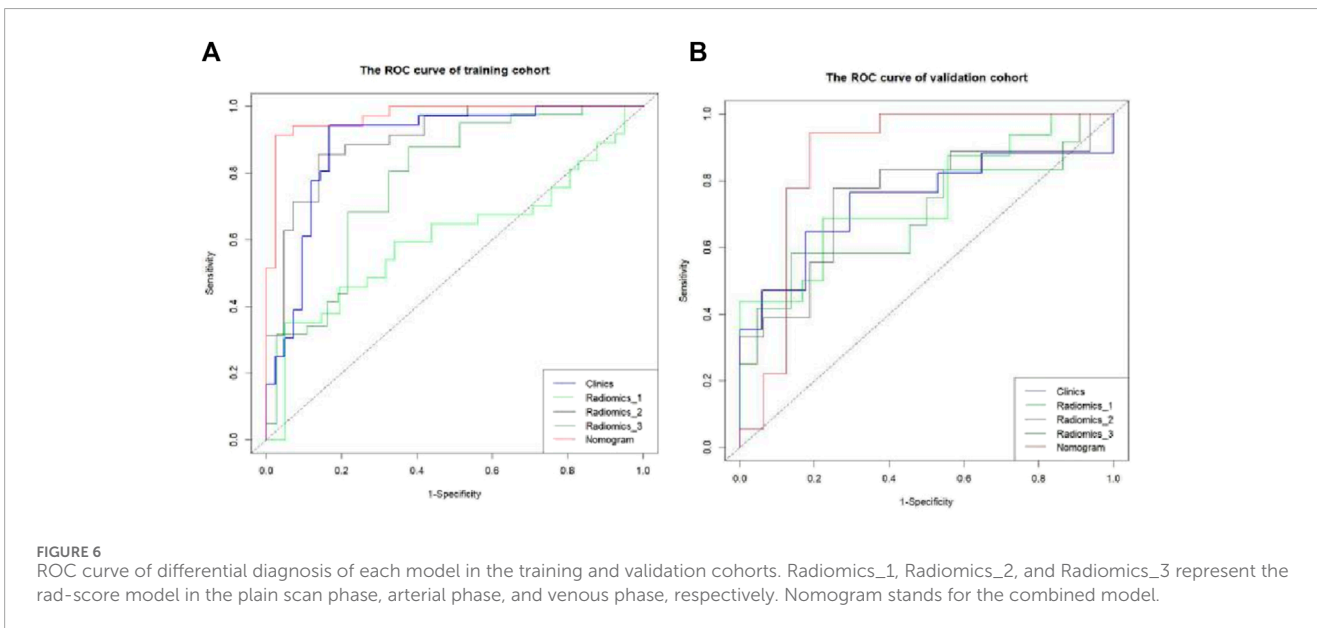 A
The ROC curve of training cohort
Sensitivity
1.0
0.8
0.6
0.4
0.2
0.0
0.0 0.2 0.4 0.6 0.8 1.0
1-Specificity
Clinics
Radiomics_1
Radiomics_2
Radiomics_3
Nomogram
B
The ROC curve of validation cohort
Sensitivity
1.0
0.8
0.6
0.4
0.2
0.0
0.0 0.2 0.4 0.6 0.8 1.0
1-Specificity
Clinics
Radiomics_1
Radiomics_2
Radiomics_3
Nomogram
FIGURE 6
ROC curve of differential diagnosis of each model in the training and validation cohorts. Radiomics_1, Radiomics_2, and Radiomics_3 represent the
rad-score model in the plain scan phase, arterial phase, and venous phase, respectively. Nomogram stands for the combined model.